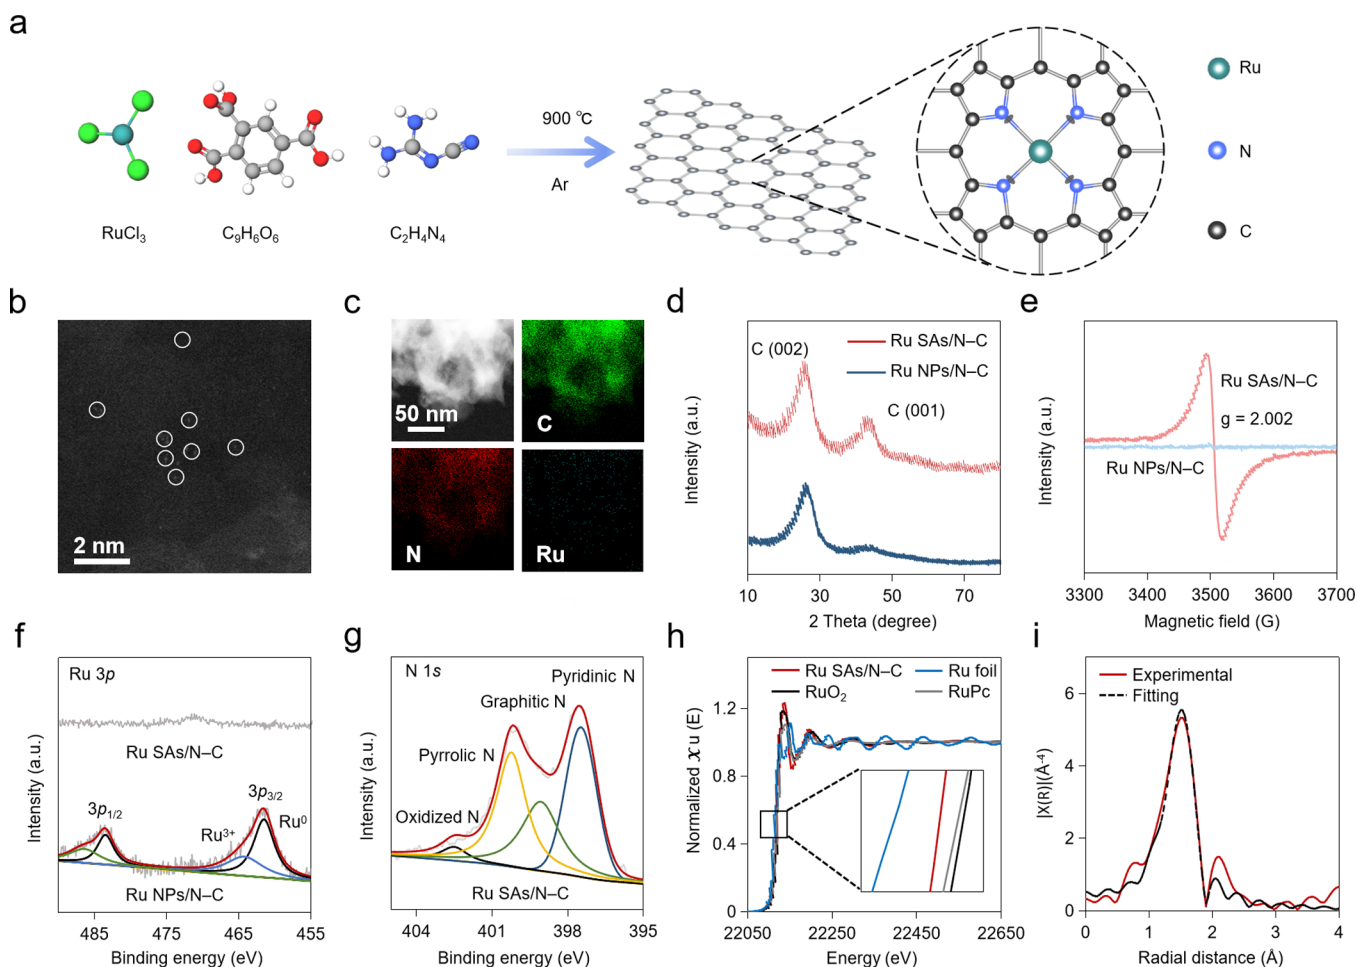 a
RuCl3
C9H6O6
C2H4N4
900 °C
Ar
Ru
N
C
b
2 nm
c
50 nm
C
N
Ru
d
Intensity (a.u.)
C (002)
Ru SAs/N–C
Ru NPs/N–C
C (001)
10 30 50 70
2 Theta (degree)
e
Intensity (a.u.)
Ru SAs/N–C
g = 2.002
Ru NPs/N–C
3300 3400 3500 3600 3700
Magnetic field (G)
f
Intensity (a.u.)
Ru 3p
Ru SAs/N–C
3p1/2
3p3/2
Ru3+
Ru0
Ru NPs/N–C
485 475 465 455
Binding energy (eV)
g
Intensity (a.u.)
N 1s
Pyridinic N
Graphitic N
Pyrrolic N
Oxidized N
Ru SAs/N–C
404 401 398 395
Binding energy (eV)
h
Normalized x u (E)
Ru SAs/N–C
Ru foil
RuO2
RuPc
1.2
0.8
0.4
0
22050 22250 22450 22650
Energy (eV)
i
|X(R)|(Å-4)
Experimental
Fitting
6
4
2
0
0 1 2 3 4
Radial distance (Å)